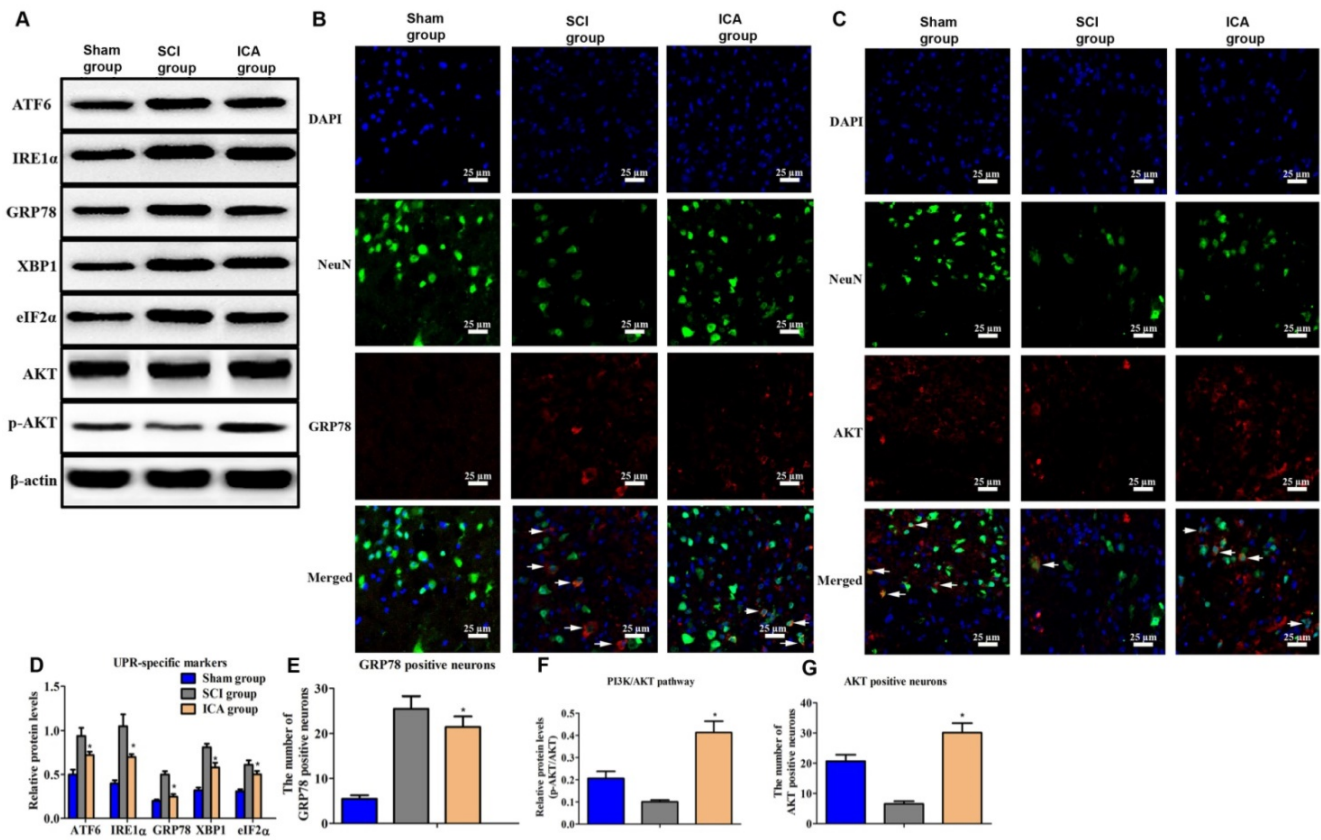 A
Sham group
SCI group
ICA group
ATF6
IRE1α
GRP78
XBP1
eIF2α
AKT
p-AKT
β-actin
B
Sham group
SCI group
ICA group
DAPI
25 µm
25 µm
25 µm
NeuN
25 µm
25 µm
25 µm
GRP78
25 µm
25 µm
25 µm
Merged
25 µm
25 µm
25 µm
C
Sham group
SCI group
ICA group
DAPI
25 µm
25 µm
25 µm
NeuN
25 µm
25 µm
25 µm
AKT
25 µm
25 µm
25 µm
Merged
25 µm
25 µm
25 µm
D
UPR-specific markers
Sham group
SCI group
ICA group
Relative protein levels
1.5
1.0
0.5
0.0
* * * * *
ATF6 IRE1α GRP78 XBP1 eIF2α
E
GRP78 positive neurons
The number of
GRP78 positive neurons
30
20
10
0
*
F
PI3K/AKT pathway
Relative protein levels
(p-AKT/AKT)
0.5
0.4
0.3
0.2
0.1
0.0
*
G
AKT positive neurons
The number of
AKT positive neurons
40
30
20
10
0
*